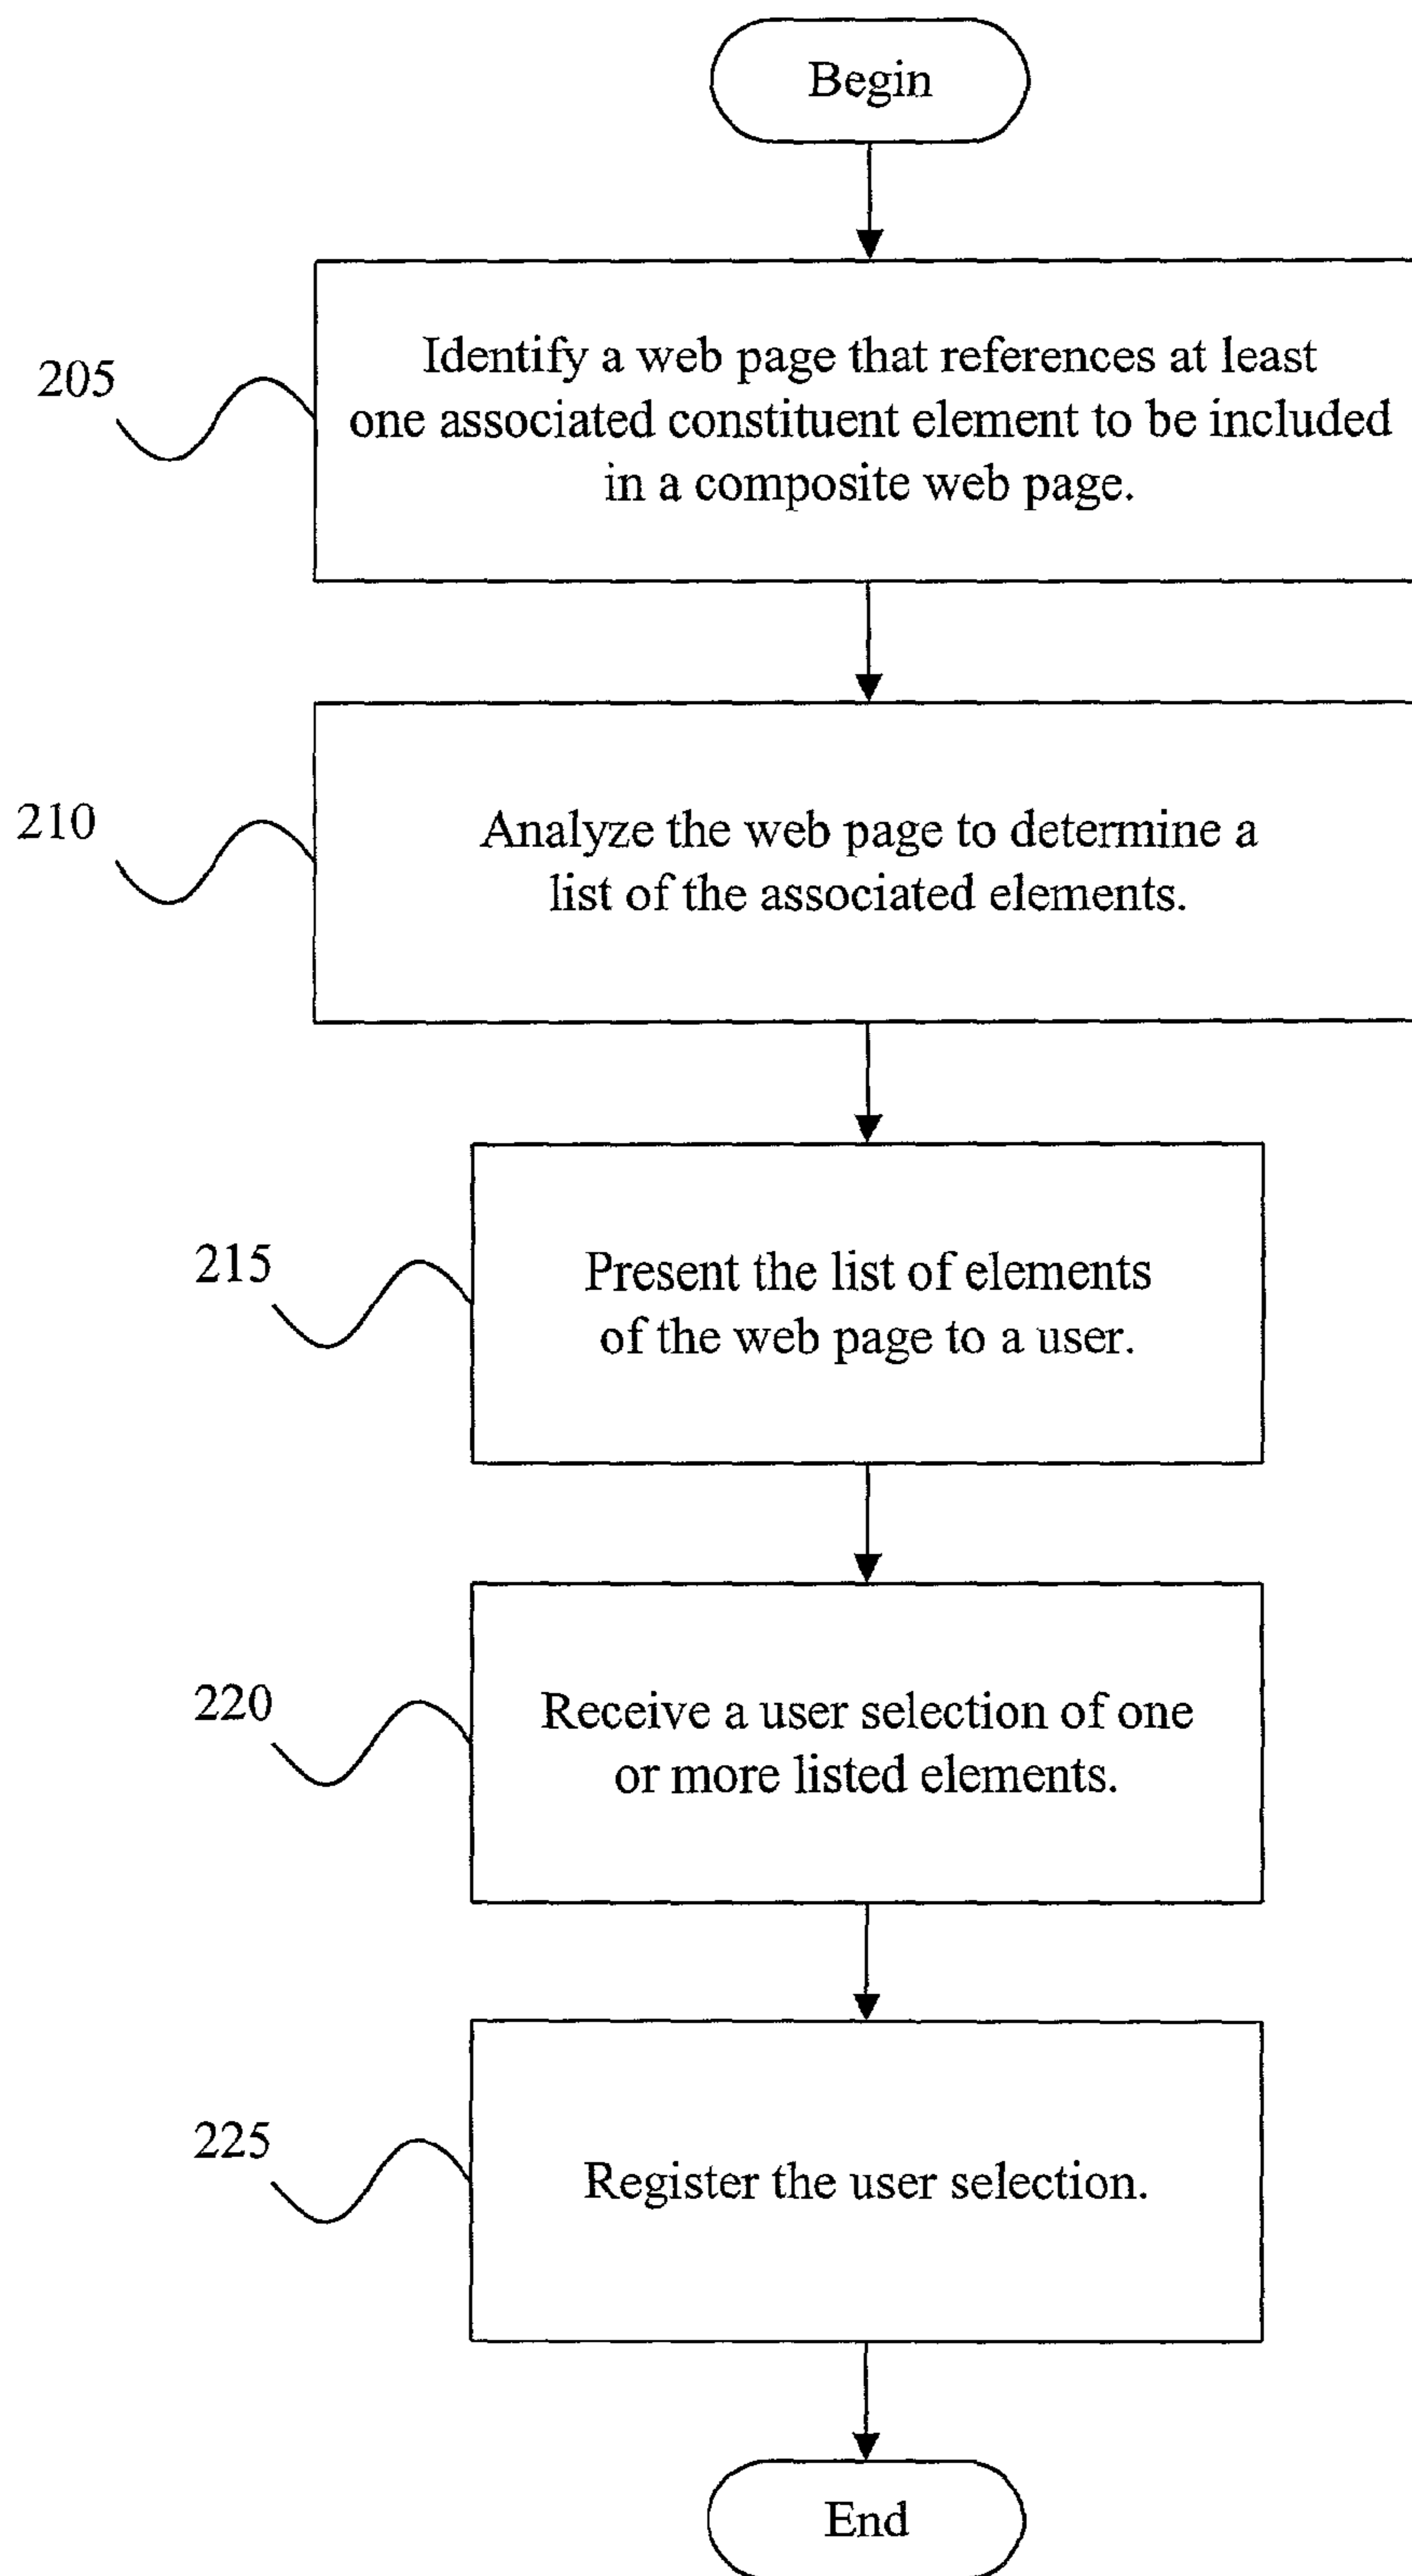 Begin
205
Identify a web page that references at least
one associated constituent element to be included
in a composite web page.
210
Analyze the web page to determine a
list of the associated elements.
215
Present the list of elements
of the web page to a user.
220
Receive a user selection of one
or more listed elements.
225
Register the user selection.
End